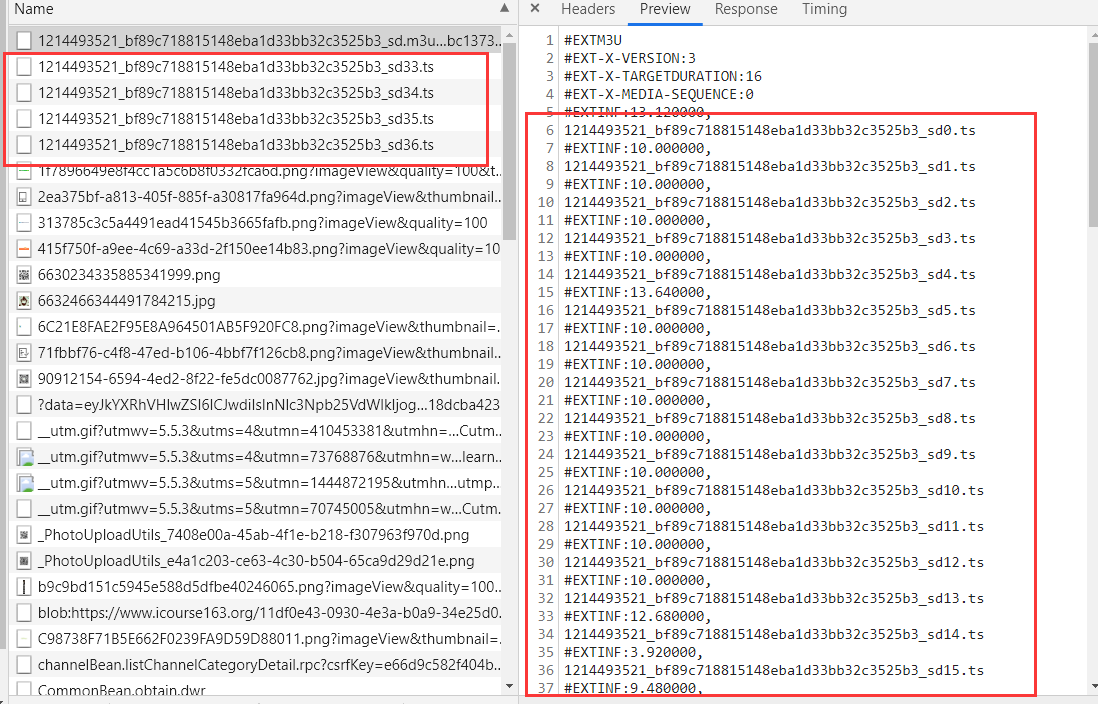 Name
1214493521_bf89c718815148eba1d33bb32c3525b3_sd.m3u...bc1373...
1214493521_bf89c718815148eba1d33bb32c3525b3_sd33.ts
1214493521_bf89c718815148eba1d33bb32c3525b3_sd34.ts
1214493521_bf89c718815148eba1d33bb32c3525b3_sd35.ts
1214493521_bf89c718815148eba1d33bb32c3525b3_sd36.ts
1f7896649e8f4cc1a5c6b8f0332fca6d.png?imageView&quality=100&t...
2ea375bf-a813-405f-885f-a30817fa964d.png?imageView&thumbnail...
313785c3c5a4491ead41545b3665fafb.png?imageView&quality=100
415f750f-a9ee-4c69-a33d-2f150ee14b83.png?imageView&quality=10
6630234335885341999.png
6632466344491784215.jpg
6C21E8FAE2F95E8A964501AB5F920FC8.png?imageView&thumbnail=...
71fbbf76-c4f8-47ed-b106-4bbf7f126cb8.png?imageView&thumbnail...
90912154-6594-4ed2-8f22-fe5dc0087762.jpg?imageView&thumbnail.
?data=eyJkYXRhVHlwZSI6ICJwdiIsInNlc3Npb25VdWlkIjog...18dcba423
__utm.gif?utmwv=5.5.3&utms=4&utmn=410453381&utmhn=...Cutm...
__utm.gif?utmwv=5.5.3&utms=4&utmn=73768876&utmhn=w...learn...
__utm.gif?utmwv=5.5.3&utms=5&utmn=1444872195&utmhn...utmp...
__utm.gif?utmwv=5.5.3&utms=5&utmn=70745005&utmhn=w...Cutm...
_PhotoUploadUtils_7408e00a-45ab-4f1e-b218-f307963f970d.png
_PhotoUploadUtils_e4a1c203-ce63-4c30-b504-65ca9d29d21e.png
b9c9bd151c5945e588d5dfbe40246065.png?imageView&quality=100...
blob:https://www.icourse163.org/11df0e43-0930-4e3a-b0a9-34e25d0...
C98738F71B5E662F0239FA9D59D88011.png?imageView&thumbnail=...
channelBean.listChannelCategoryDetail.rpc?csrfKey=e66d9c582f404b...
CommonBean.obtain.dwr
Headers Preview Response Timing
1 #EXTM3U
2 #EXT-X-VERSION:3
3 #EXT-X-TARGETDURATION:16
4 #EXT-X-MEDIA-SEQUENCE:0
5 #EXTINF:13.120000,
6 1214493521_bf89c718815148eba1d33bb32c3525b3_sd0.ts
7 #EXTINF:10.000000,
8 1214493521_bf89c718815148eba1d33bb32c3525b3_sd1.ts
9 #EXTINF:10.000000,
10 1214493521_bf89c718815148eba1d33bb32c3525b3_sd2.ts
11 #EXTINF:10.000000,
12 1214493521_bf89c718815148eba1d33bb32c3525b3_sd3.ts
13 #EXTINF:10.000000,
14 1214493521_bf89c718815148eba1d33bb32c3525b3_sd4.ts
15 #EXTINF:13.640000,
16 1214493521_bf89c718815148eba1d33bb32c3525b3_sd5.ts
17 #EXTINF:10.000000,
18 1214493521_bf89c718815148eba1d33bb32c3525b3_sd6.ts
19 #EXTINF:10.000000,
20 1214493521_bf89c718815148eba1d33bb32c3525b3_sd7.ts
21 #EXTINF:10.000000,
22 1214493521_bf89c718815148eba1d33bb32c3525b3_sd8.ts
23 #EXTINF:10.000000,
24 1214493521_bf89c718815148eba1d33bb32c3525b3_sd9.ts
25 #EXTINF:10.000000,
26 1214493521_bf89c718815148eba1d33bb32c3525b3_sd10.ts
27 #EXTINF:10.000000,
28 1214493521_bf89c718815148eba1d33bb32c3525b3_sd11.ts
29 #EXTINF:10.000000,
30 1214493521_bf89c718815148eba1d33bb32c3525b3_sd12.ts
31 #EXTINF:10.000000,
32 1214493521_bf89c718815148eba1d33bb32c3525b3_sd13.ts
33 #EXTINF:12.680000,
34 1214493521_bf89c718815148eba1d33bb32c3525b3_sd14.ts
35 #EXTINF:3.920000,
36 1214493521_bf89c718815148eba1d33bb32c3525b3_sd15.ts
37 #EXTINF:9.480000,